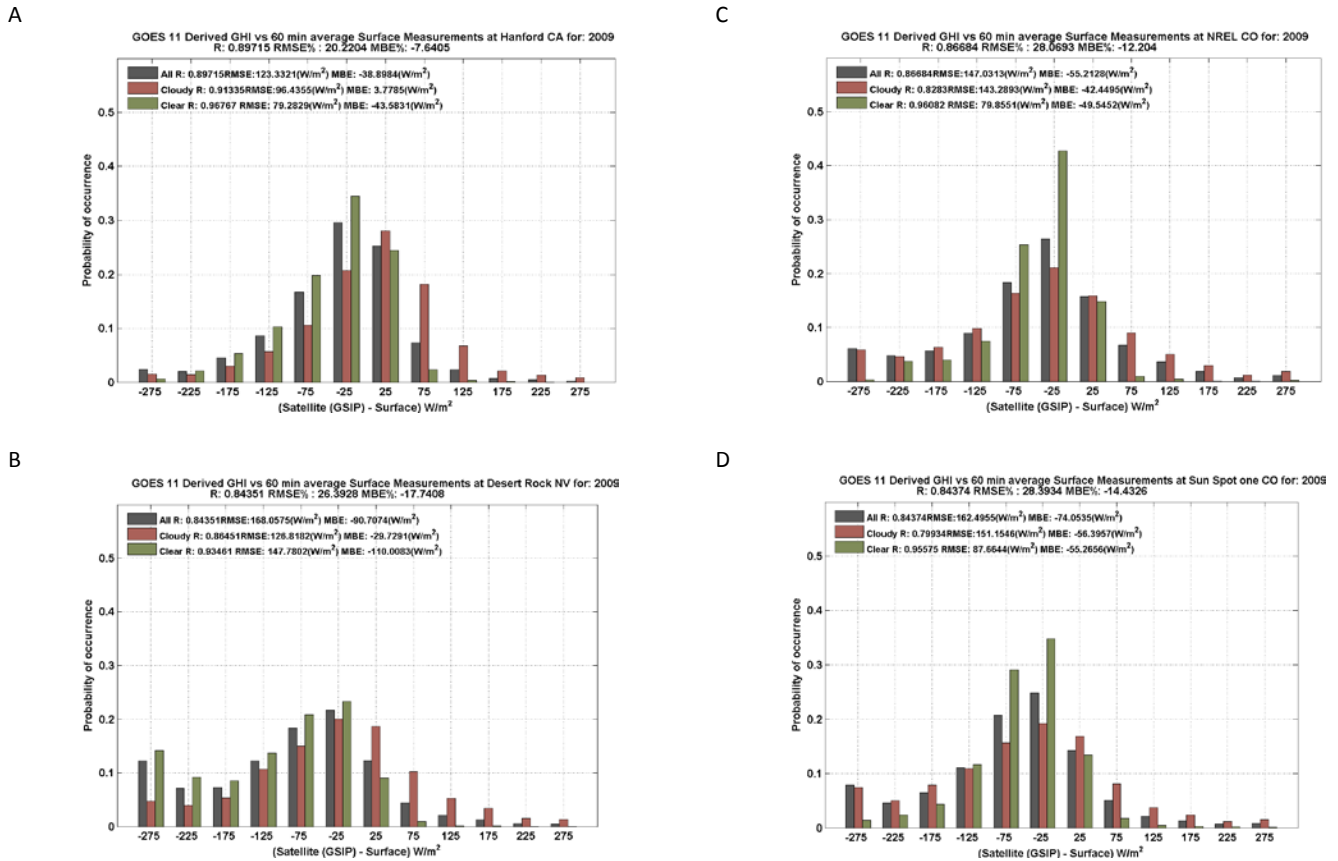 A
GOES 11 Derived GHI vs 60 min average Surface Measurements at Hanford CA for: 2009
R: 0.89715 RMSE% : 20.2204 MBE%: -7.6405
All R: 0.89715RMSE:123.3321(W/m²) MBE: -38.8984(W/m²)
Cloudy R: 0.91335RMSE:96.4355(W/m²) MBE: 3.7785(W/m²)
Clear R: 0.96767 RMSE: 79.2829(W/m²) MBE: -43.5831(W/m²)
0.5
0.4
0.3
0.2
0.1
0
Probability of occurrence
-275 -225 -175 -125 -75 -25 25 75 125 175 225 275
(Satellite (GSIP) - Surface) W/m²
B
GOES 11 Derived GHI vs 60 min average Surface Measurements at Desert Rock NV for: 2009
R: 0.84351 RMSE% : 26.3928 MBE%: -17.7408
All R: 0.84351RMSE:168.0575(W/m²) MBE: -90.7074(W/m²)
Cloudy R: 0.86451RMSE:126.8182(W/m²) MBE: -29.7291(W/m²)
Clear R: 0.93461 RMSE: 147.7802(W/m²) MBE: -110.0083(W/m²)
0.5
0.4
0.3
0.2
0.1
0
Probability of occurrence
-275 -225 -175 -125 -75 -25 25 75 125 175 225 275
(Satellite (GSIP) - Surface) W/m²
C
GOES 11 Derived GHI vs 60 min average Surface Measurements at NREL CO for: 2009
R: 0.86684 RMSE% : 28.0693 MBE%: -12.204
All R: 0.86684RMSE:147.0313(W/m²) MBE: -55.2128(W/m²)
Cloudy R: 0.8283RMSE:143.2893(W/m²) MBE: -42.4495(W/m²)
Clear R: 0.96082 RMSE: 79.8551(W/m²) MBE: -49.5452(W/m²)
0.5
0.4
0.3
0.2
0.1
0
Probability of occurrence
-275 -225 -175 -125 -75 -25 25 75 125 175 225 275
(Satellite (GSIP) - Surface) W/m²
D
GOES 11 Derived GHI vs 60 min average Surface Measurements at Sun Spot one CO for: 2009
R: 0.84374 RMSE% : 28.3934 MBE%: -14.4326
All R: 0.84374RMSE:162.4955(W/m²) MBE: -74.0535(W/m²)
Cloudy R: 0.79934RMSE:151.1546(W/m²) MBE: -56.3957(W/m²)
Clear R: 0.95575 RMSE: 87.6644(W/m²) MBE: -55.2656(W/m²)
0.5
0.4
0.3
0.2
0.1
0
Probability of occurrence
-275 -225 -175 -125 -75 -25 25 75 125 175 225 275
(Satellite (GSIP) - Surface) W/m²